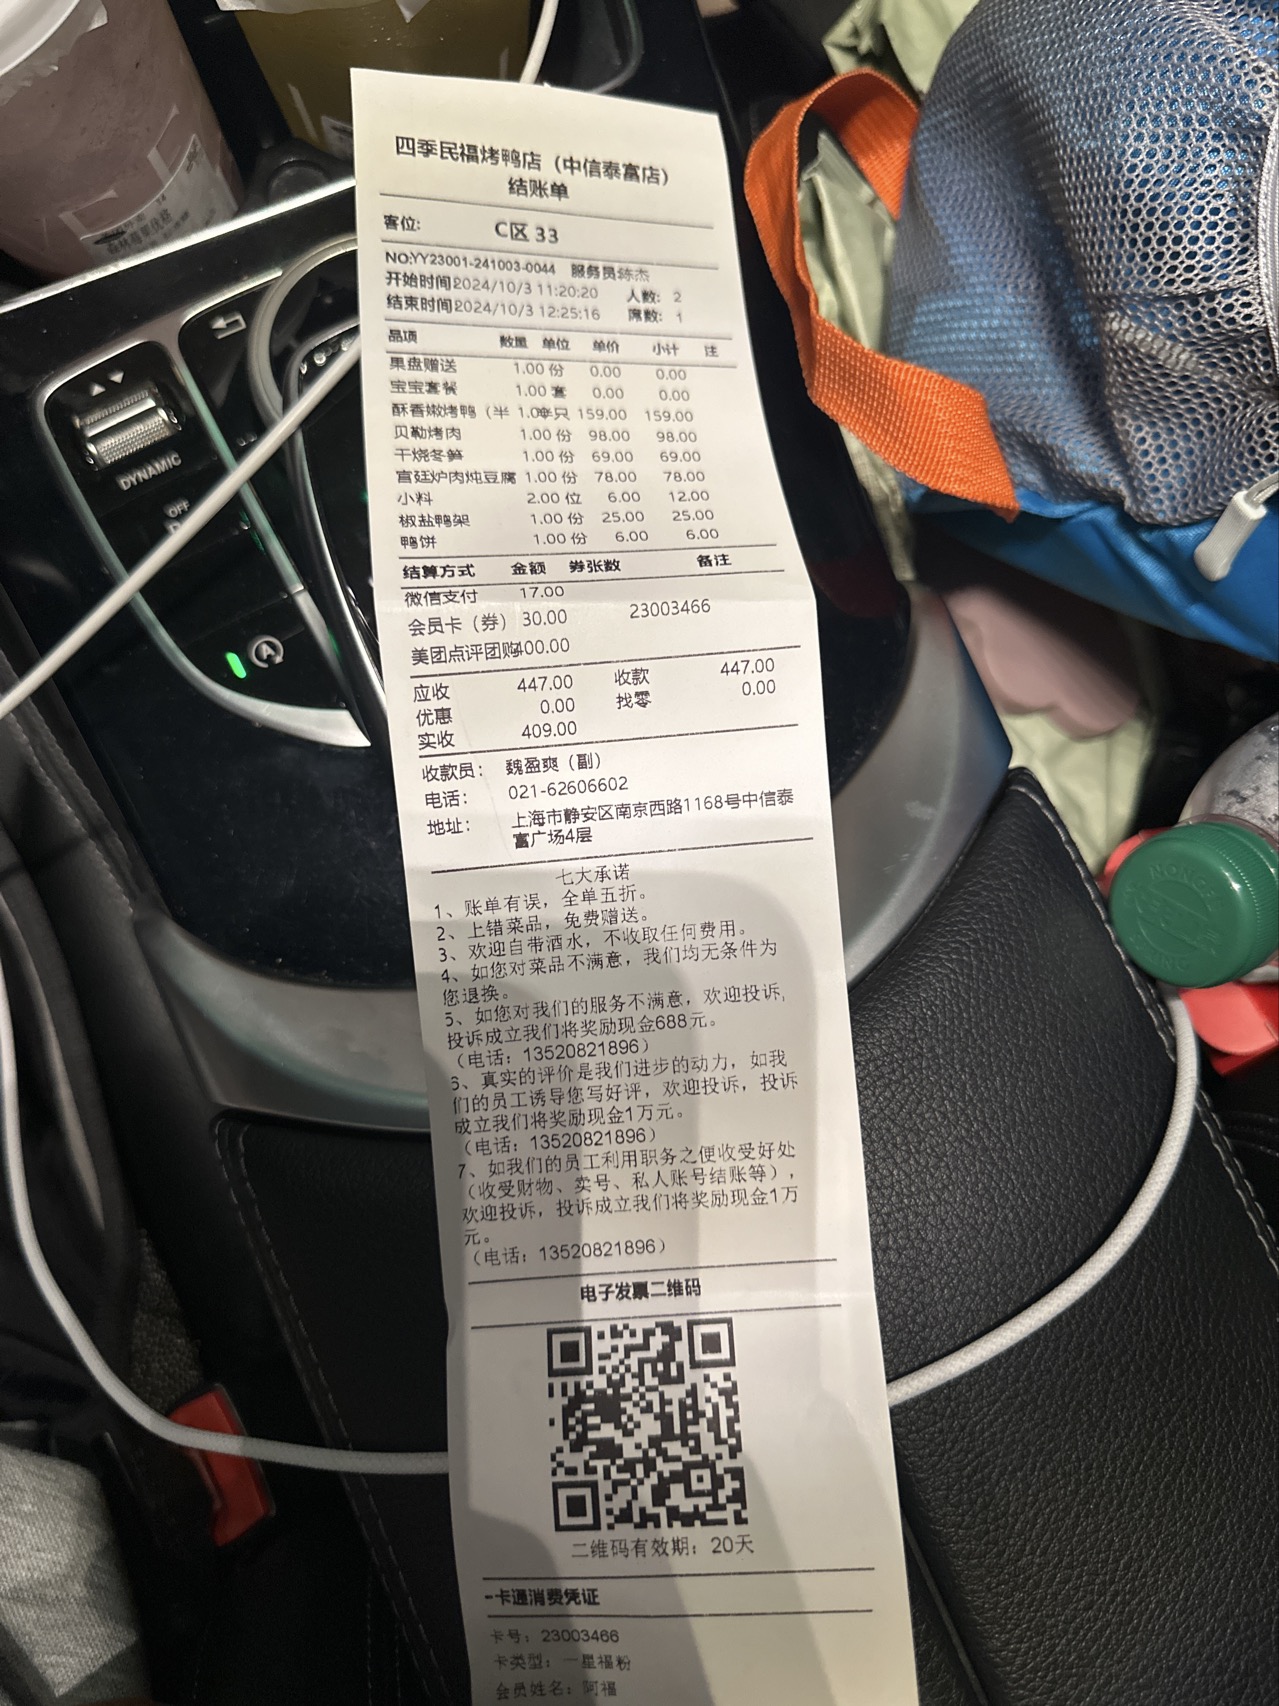 四季民福烤鸭店（中信泰富店）
结账单
客位: C区 33
NO:YY23001-241003-0044 服务员:陈杰
开始时间2024/10/3 11:20:20 人数: 2
结束时间2024/10/3 12:25:16 席数: 1
品项 数量 单位 单价 小计 注
果盘赠送 1.00 份 0.00 0.00
宝宝套餐 1.00 套 0.00 0.00
酥香嫩烤鸭（半 1.00 只 159.00 159.00
贝勒烤肉 1.00 份 98.00 98.00
干烧冬笋 1.00 份 69.00 69.00
宫廷炉肉炖豆腐 1.00 份 78.00 78.00
小料 2.00 位 6.00 12.00
椒盐鸭架 1.00 份 25.00 25.00
鸭饼 1.00 份 6.00 6.00
结算方式 金额 券张数 备注
微信支付 17.00
会员卡（券） 30.00 23003466
美团点评团购400.00
应收 447.00 收款 447.00
优惠 0.00 找零 0.00
实收 409.00
收款员: 魏盈爽（副）
电话: 021-62606602
地址: 上海市静安区南京西路1168号中信泰
富广场4层
七大承诺
1、账单有误，全单五折。
2、上错菜品，免费赠送。
3、欢迎自带酒水，不收取任何费用。
4、如您对菜品不满意，我们均无条件为
您退换。
5、如您对我们的服务不满意，欢迎投诉，
投诉成立我们将奖励现金688元。
（电话：13520821896）
6、真实的评价是我们进步的动力，如我
们的员工诱导您写好评，欢迎投诉，投诉
成立我们将奖励现金1万元。
（电话：13520821896）
7、如我们的员工利用职务之便收受好处
（收受财物、卖号、私人账号结账等），
欢迎投诉，投诉成立我们将奖励现金1万
元。
（电话：13520821896）
电子发票二维码
二维码有效期：20天
一卡通消费凭证
卡号：23003466
卡类型：一星福粉
会员姓名：阿福
DYNAMIC
OFF
A